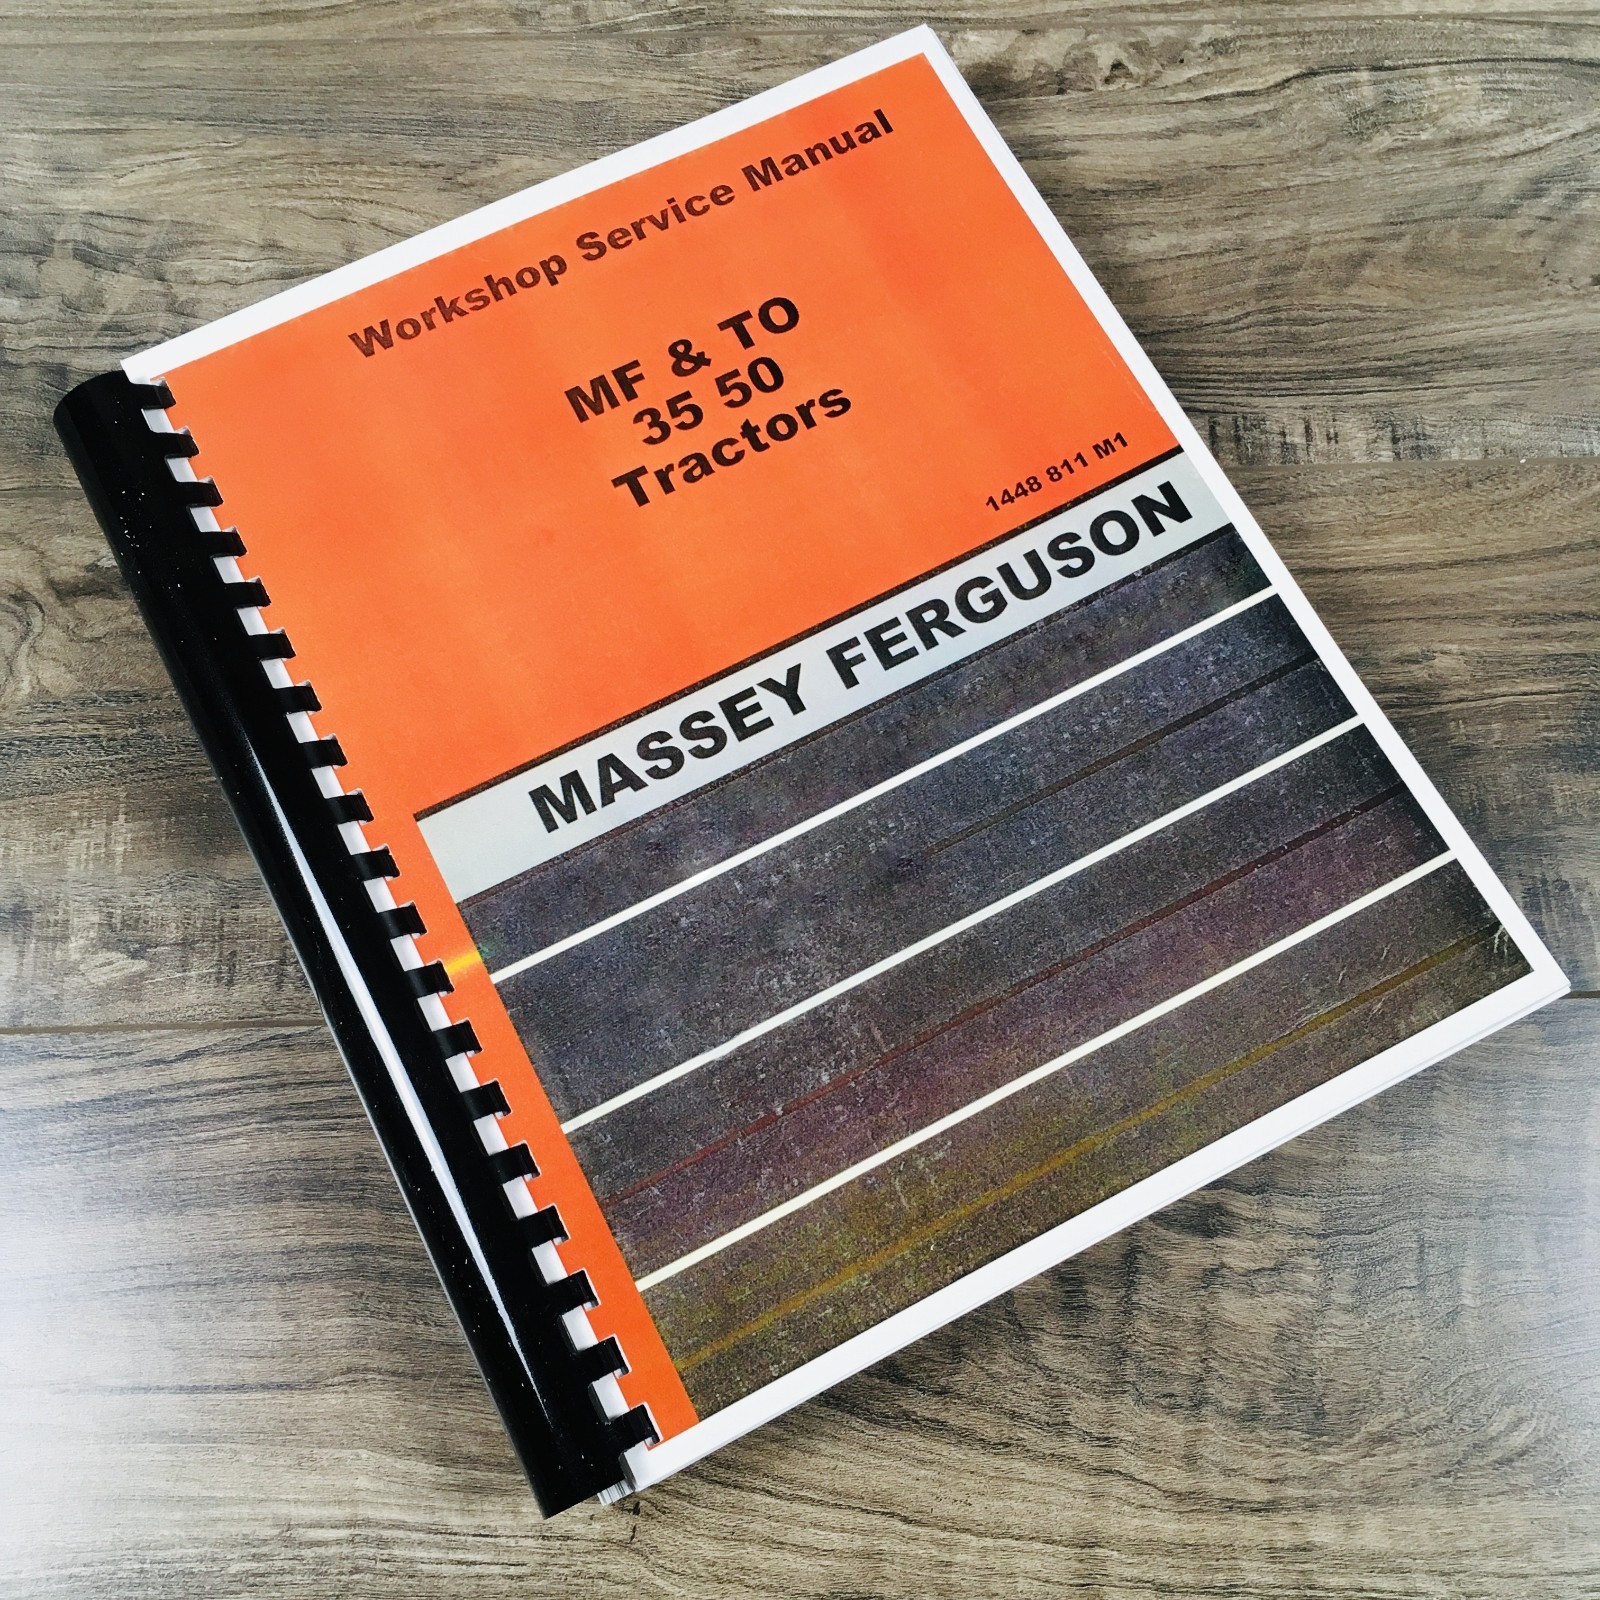 Workshop Service Manual
MF & TO
35 50
Tractors
1448 811 M1
MASSEY FERGUSON